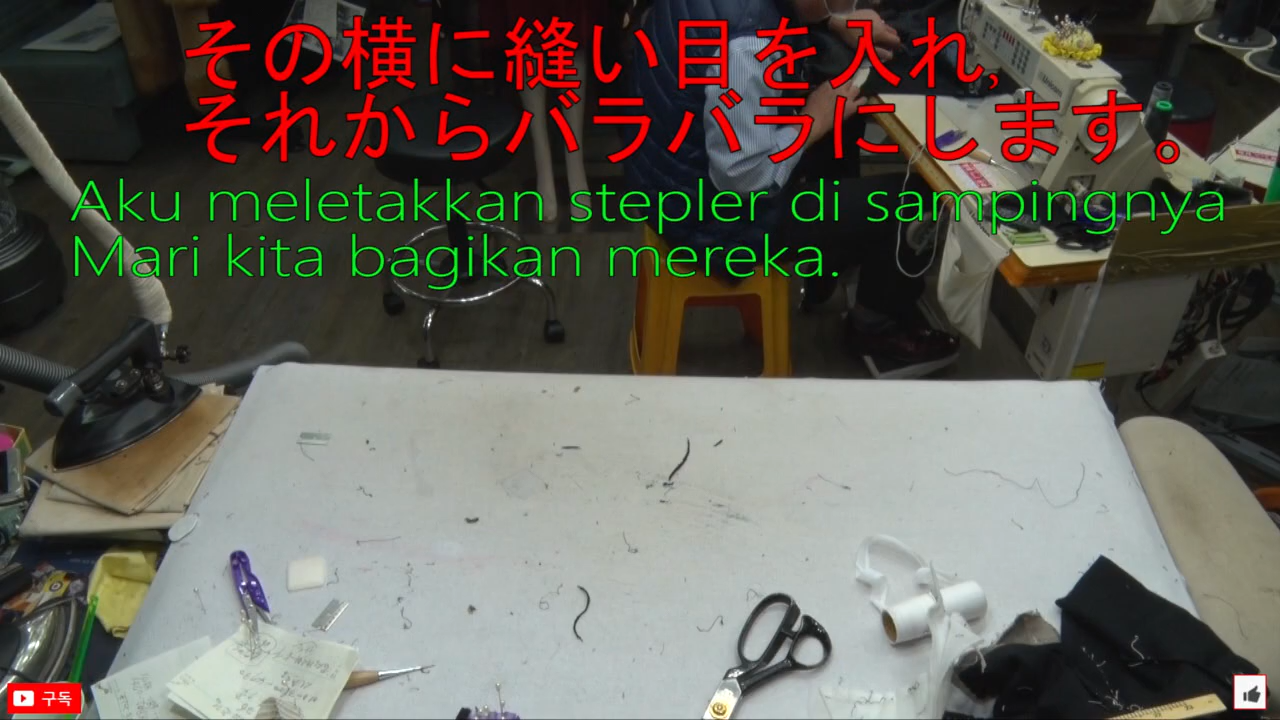 その横に縫い目を入れ,
それからバラバラにします。
Aku meletakkan stepler di sampingnya
Mari kita bagikan mereka.
구독